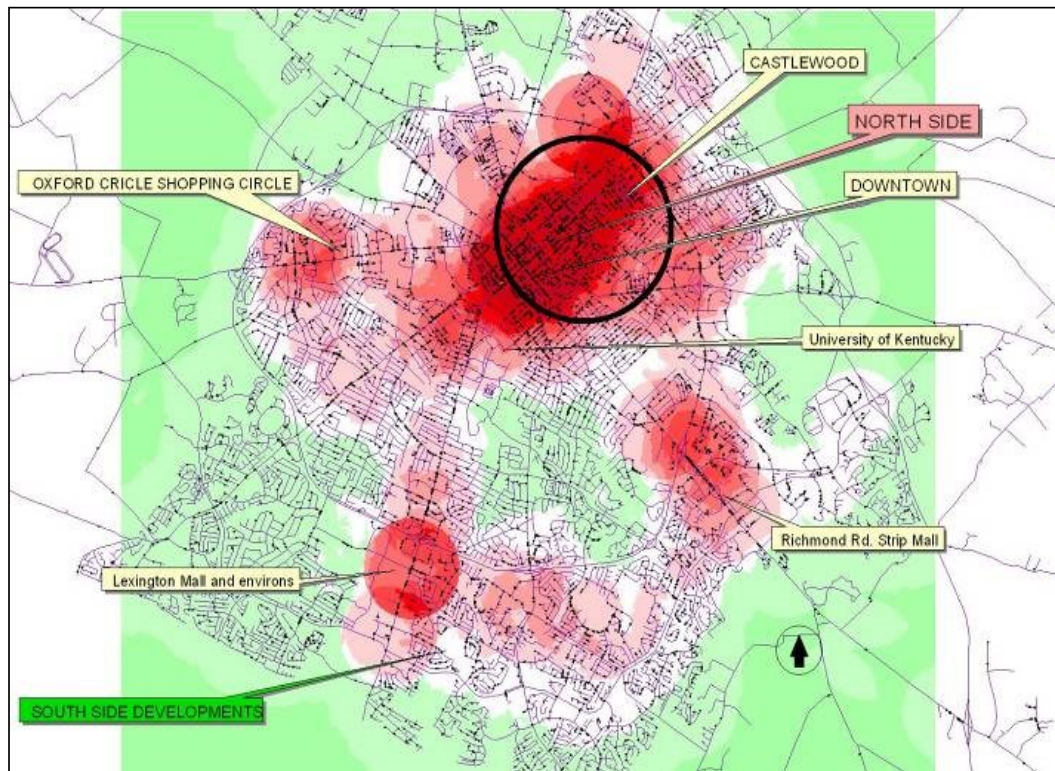 CASTLEWOOD
NORTH SIDE
OXFORD CRICLE SHOPPING CIRCLE
DOWNTOWN
University of Kentucky
Richmond Rd. Strip Mall
Lexington Mall and environs
SOUTH SIDE DEVELOPMENTS